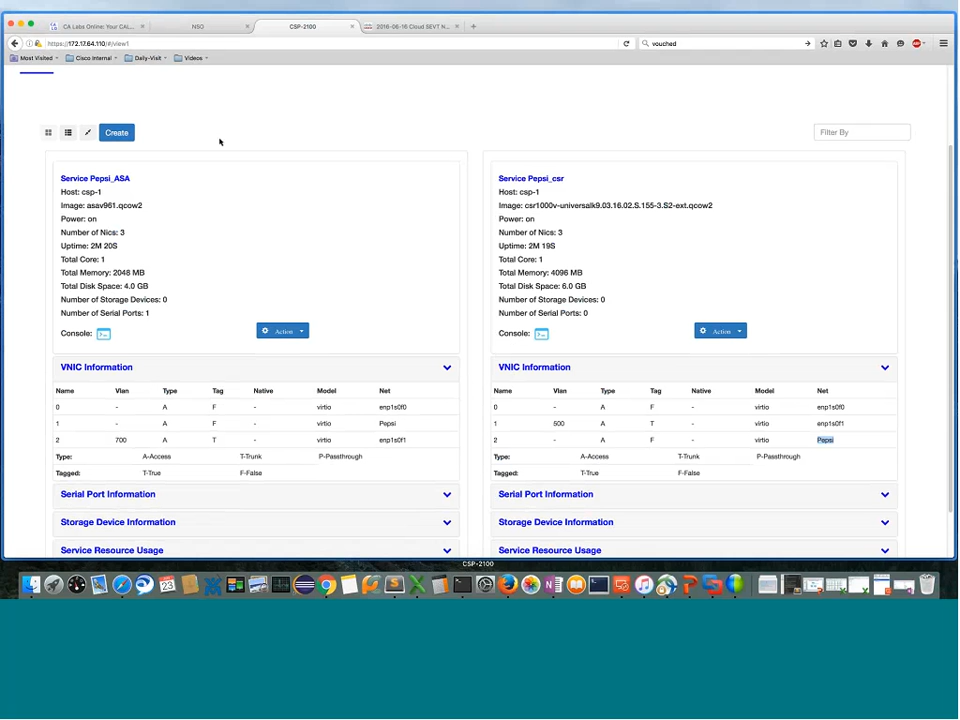 CA Labs Online: Your CAL...
NSO
CSP-2100
2016-06-16 Cloud SEVT N...
https://172.17.64.110/#/view1
vouched
Most Visited
Cisco Internal
Daily-Visit
Videos
Create
Filter By
Service Pepsi_ASA
Host: csp-1
Image: asav961.qcow2
Power: on
Number of Nics: 3
Uptime: 2M 20S
Total Core: 1
Total Memory: 2048 MB
Total Disk Space: 4.0 GB
Number of Storage Devices: 0
Number of Serial Ports: 1
Console:
Action
VNIC Information
Name Vlan Type Tag Native Model Net
0 - A F - virtio enp1s0f0
1 - A F - virtio Pepsi
2 700 A T - virtio enp1s0f1
Type: A-Access T-Trunk P-Passthrough
Tagged: T-True F-False
Serial Port Information
Storage Device Information
Service Resource Usage
Service Pepsi_csr
Host: csp-1
Image: csr1000v-universalk9.03.16.02.S.155-3.S2-ext.qcow2
Power: on
Number of Nics: 3
Uptime: 2M 19S
Total Core: 1
Total Memory: 4096 MB
Total Disk Space: 6.0 GB
Number of Storage Devices: 0
Number of Serial Ports: 0
Console:
Action
VNIC Information
Name Vlan Type Tag Native Model Net
0 - A F - virtio enp1s0f0
1 500 A T - virtio enp1s0f1
2 - A F - virtio Pepsi
Type: A-Access T-Trunk P-Passthrough
Tagged: T-True F-False
Serial Port Information
Storage Device Information
Service Resource Usage
CSP-2100
23